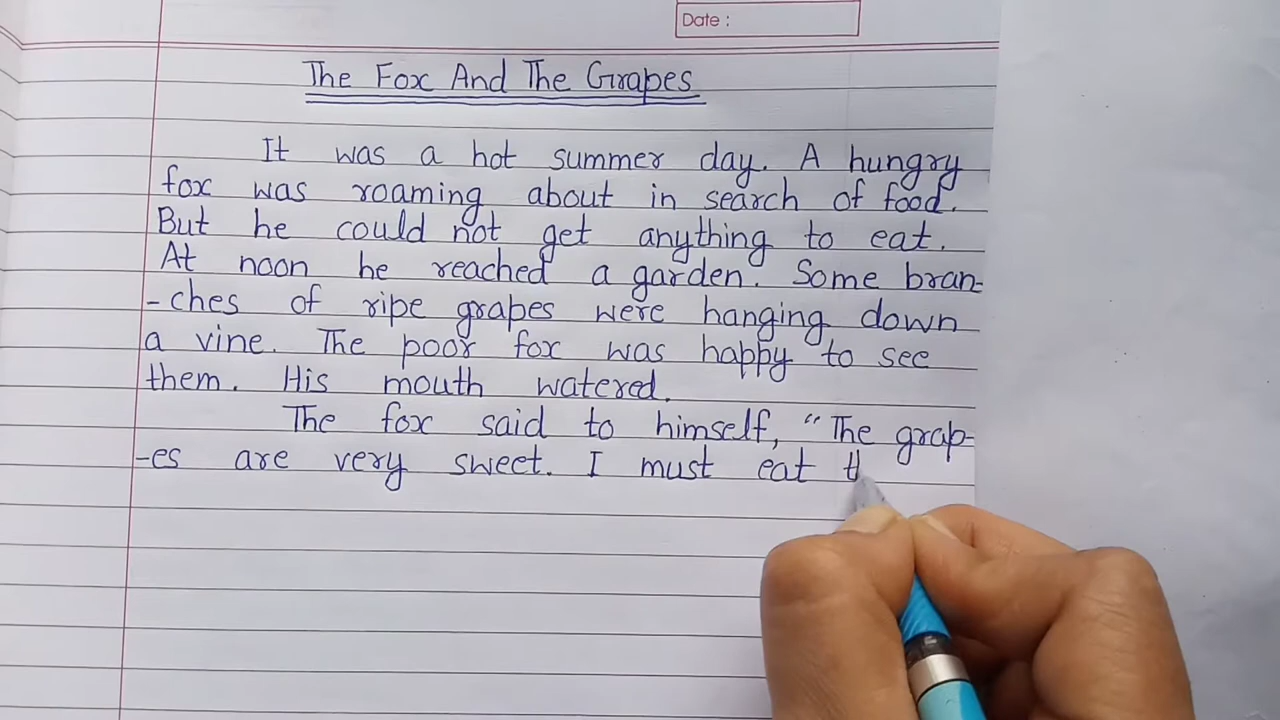 Date :
The Fox And The Grapes
It was a hot summer day. A hungry
fox was roaming about in search of food.
But he could not get anything to eat.
At noon he reached a garden. Some bran-
-ches of ripe grapes were hanging down
a vine. The poor fox was happy to see
them. His mouth watered.
The fox said to himself, "The grap-
-es are very sweet. I must eat